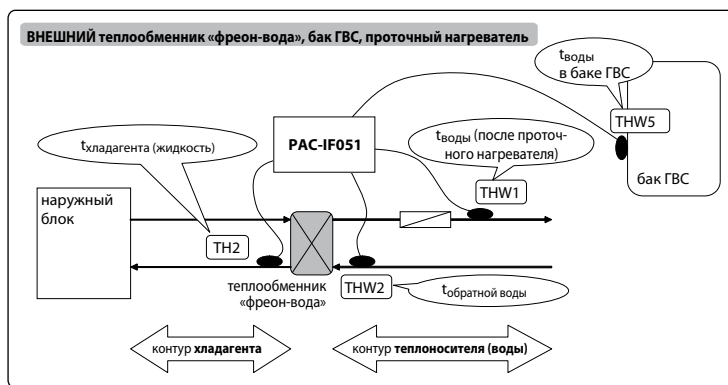 ВНЕШНИЙ теплообменник «фреон-вода», бак ГВС, проточный нагреватель
tводы
в баке ГВС
THW5
бак ГВС
PAC-IF051
tводы (после проточ-
ного нагревателя)
THW1
tхладагента (жидкость)
наружный
блок
TH2
теплообменник
«фреон-вода»
THW2
tобратной воды
контур хладагента
контур теплоносителя (воды)